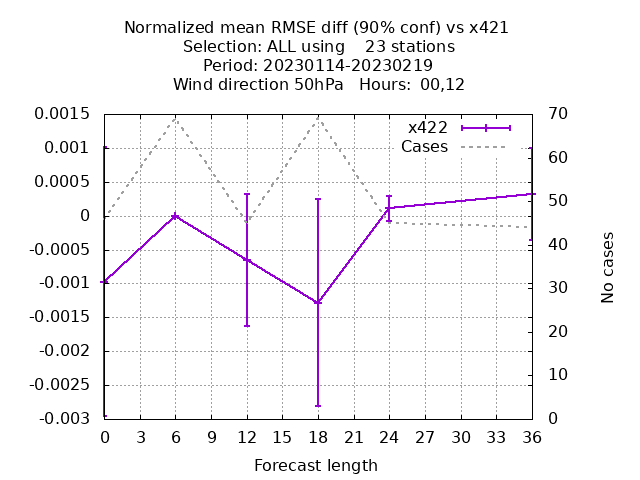 Normalized mean RMSE diff (90% conf) vs x421
Selection: ALL using    23 stations
Period: 20230114-20230219
Wind direction 50hPa   Hours:  00,12
x422
Cases
0.0015
0.001
0.0005
0
-0.0005
-0.001
-0.0015
-0.002
-0.0025
-0.003
70
60
50
40
30
20
10
0
No cases
0 3 6 9 12 15 18 21 24 27 30 33 36
Forecast length